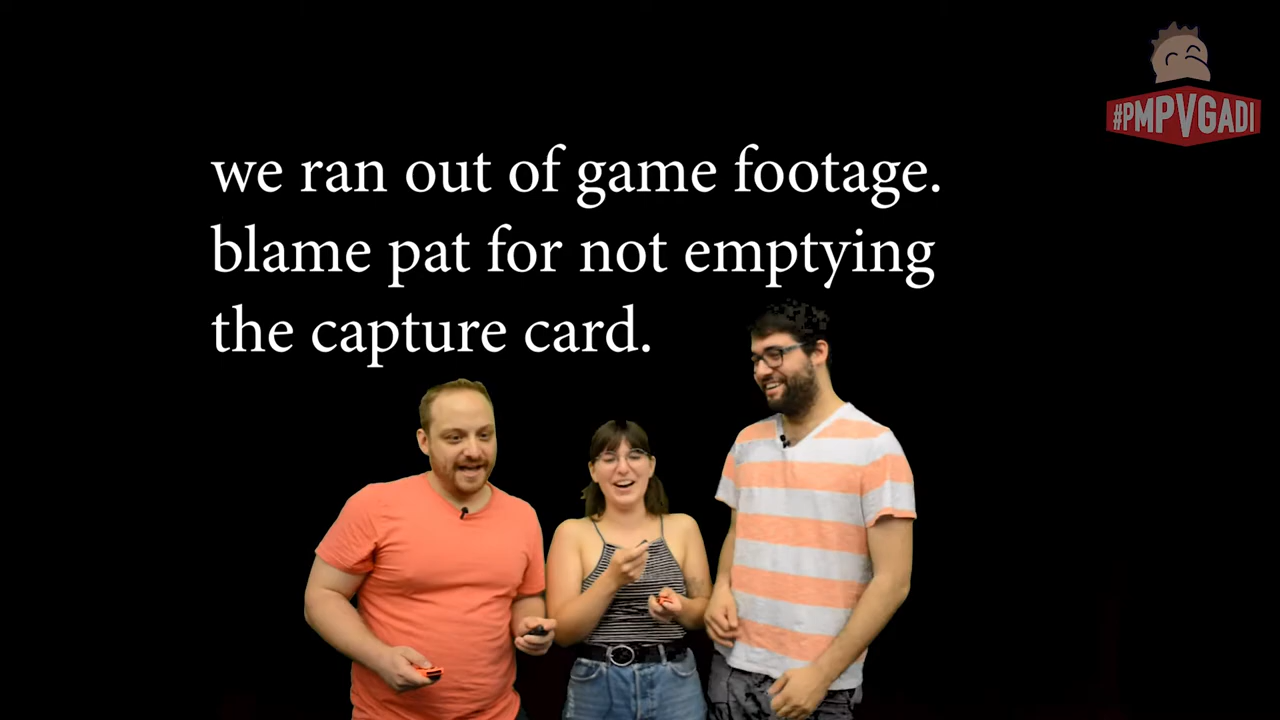 #PMPVGADI
we ran out of game footage.
blame pat for not emptying
the capture card.